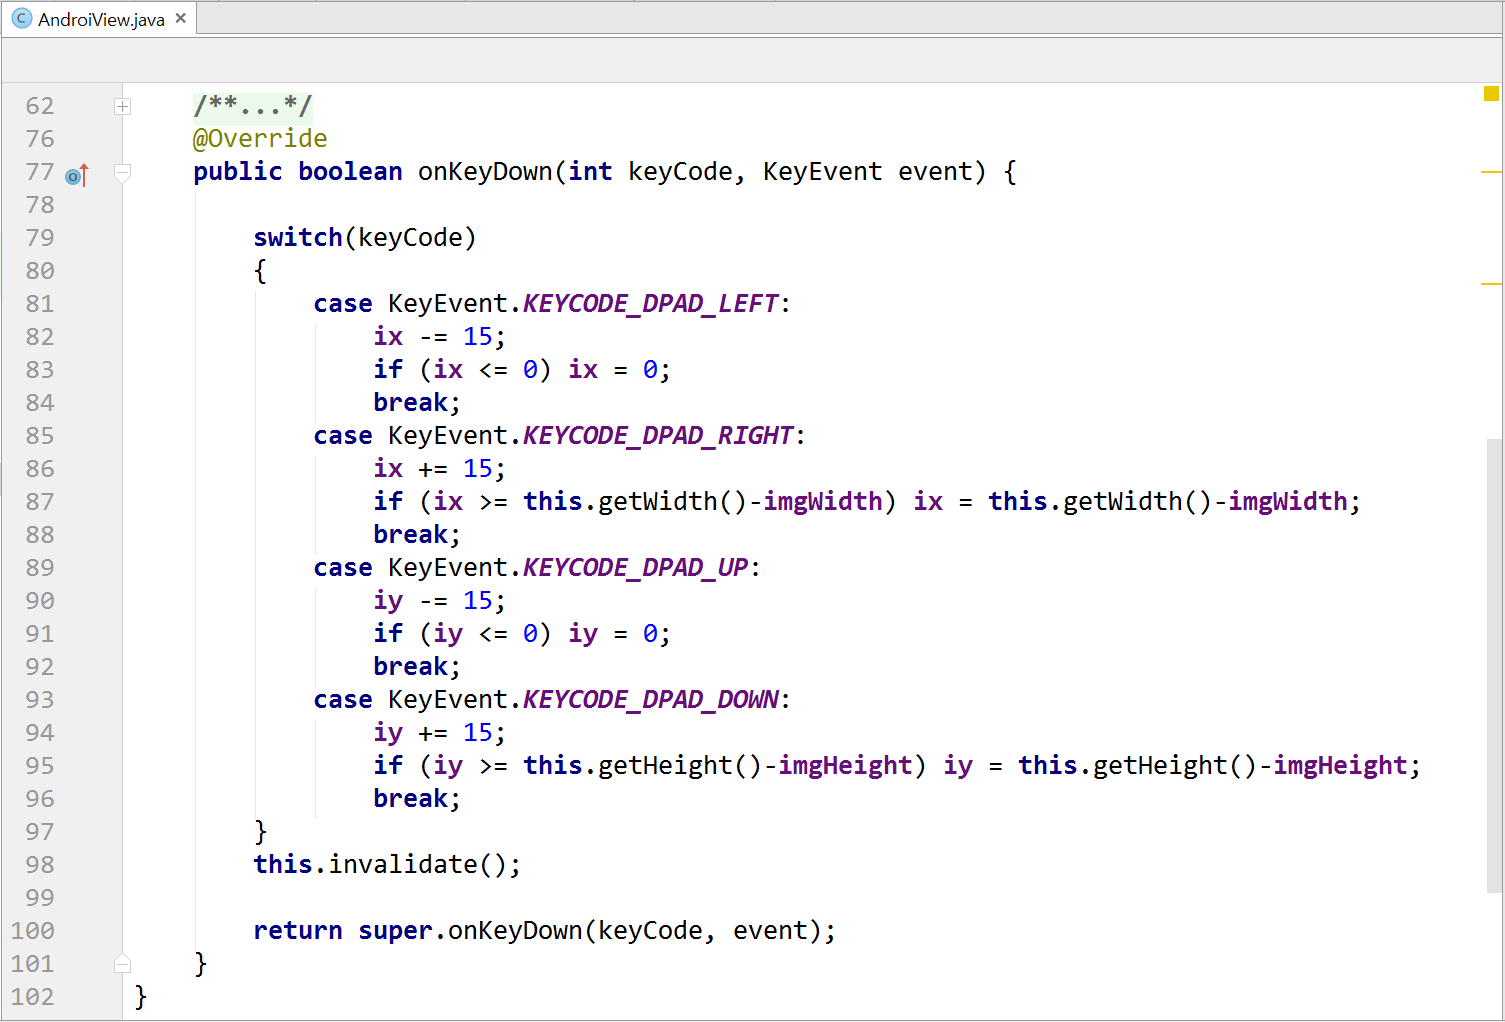 AndroiView.java ×
62 /**...*/
76 @Override
77 public boolean onKeyDown(int keyCode, KeyEvent event) {
78
79 switch(keyCode)
80 {
81 case KeyEvent.KEYCODE_DPAD_LEFT:
82 ix -= 15;
83 if (ix <= 0) ix = 0;
84 break;
85 case KeyEvent.KEYCODE_DPAD_RIGHT:
86 ix += 15;
87 if (ix >= this.getWidth()-imgWidth) ix = this.getWidth()-imgWidth;
88 break;
89 case KeyEvent.KEYCODE_DPAD_UP:
90 iy -= 15;
91 if (iy <= 0) iy = 0;
92 break;
93 case KeyEvent.KEYCODE_DPAD_DOWN:
94 iy += 15;
95 if (iy >= this.getHeight()-imgHeight) iy = this.getHeight()-imgHeight;
96 break;
97 }
98 this.invalidate();
99
100 return super.onKeyDown(keyCode, event);
101 }
102 }